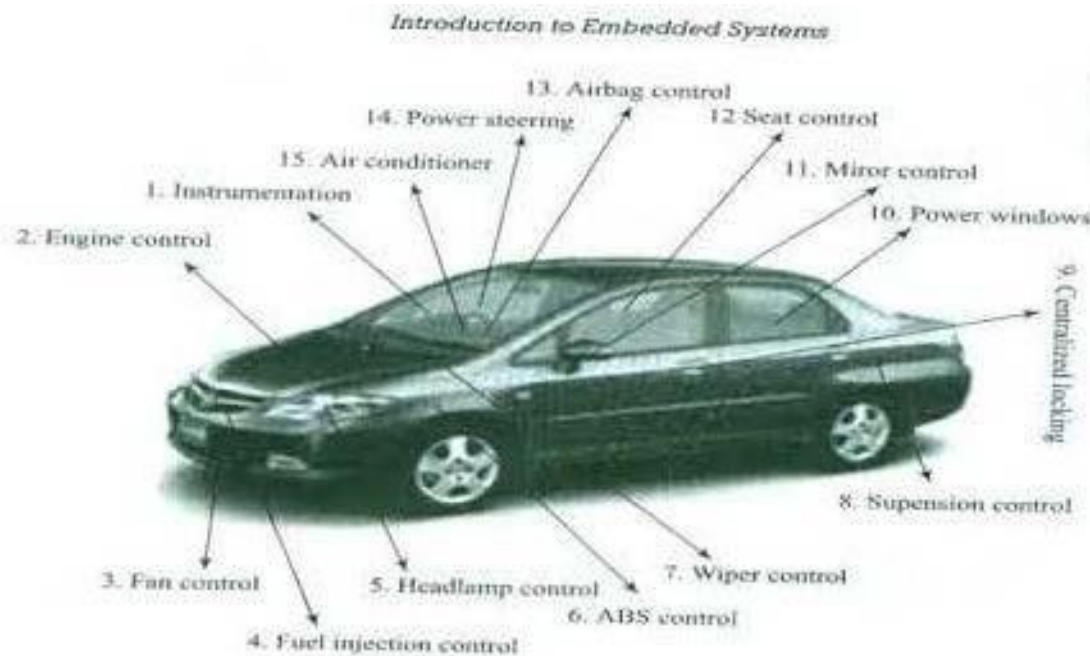 Introduction to Embedded Systems
13. Airbag control
14. Power steering
12 Seat control
15. Air conditioner
11. Miror control
1. Instrumentation
10. Power windows
2. Engine control
9. Centralized locking
8. Supension control
3. Fan control
5. Headlamp control
7. Wiper control
6. ABS control
4. Fuel injection control